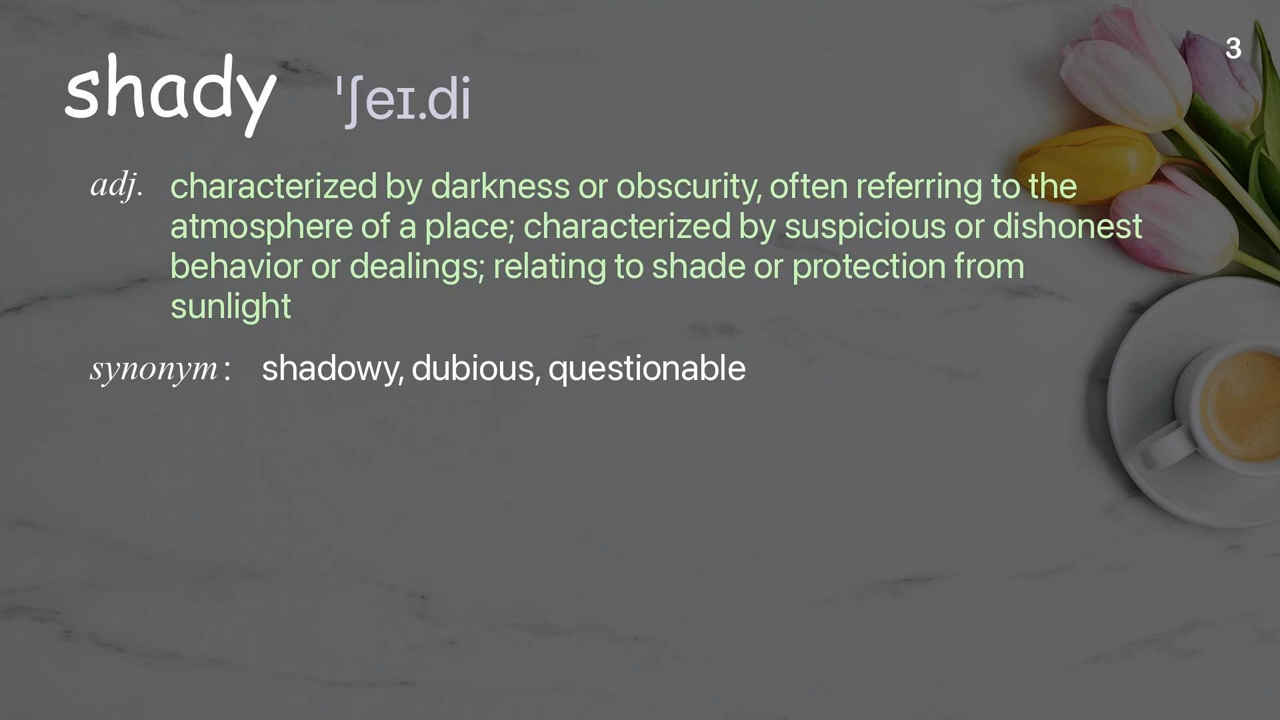 3
shady ˈʃeɪ.di
adj. characterized by darkness or obscurity, often referring to the
atmosphere of a place; characterized by suspicious or dishonest
behavior or dealings; relating to shade or protection from
sunlight
synonym: shadowy, dubious, questionable